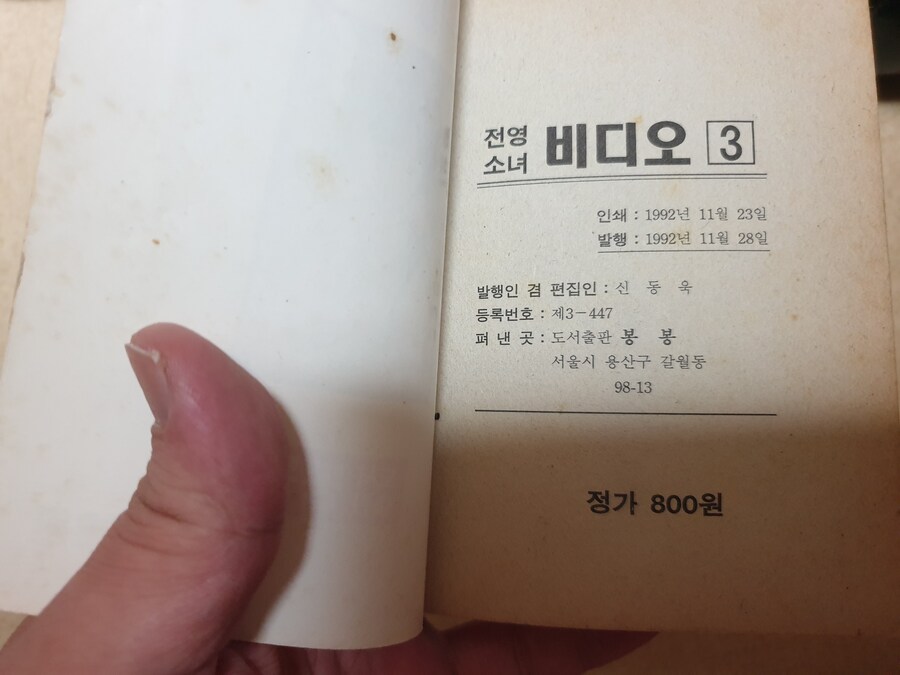 전영
소녀 비디오 3
인쇄 : 1992년 11월 23일
발행 : 1992년 11월 28일
발행인 겸 편집인 : 신 동 욱
등록번호 : 제3-447
펴 낸 곳 : 도서출판 봉 봉
서울시 용산구 갈월동
98-13
정가 800원